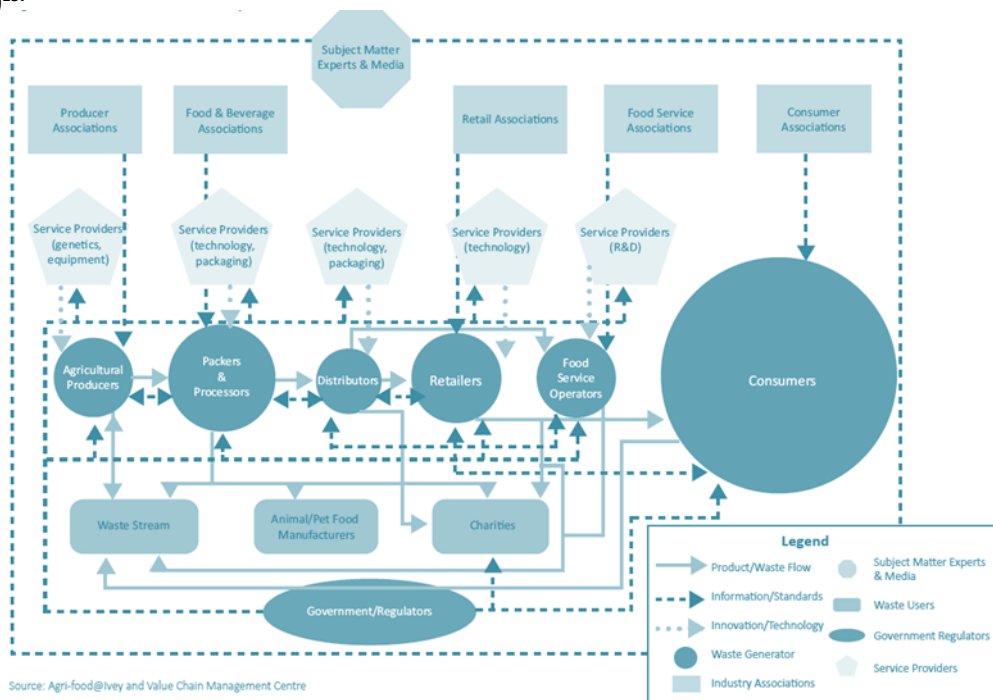 Subject Matter
Experts & Media
Producer
Associations
Food & Beverage
Associations
Retail Associations
Food Service
Associations
Consumer
Associations
Service Providers
(genetics,
equipment)
Service Providers
(technology,
packaging)
Service Providers
(technology,
packaging)
Service Providers
(technology)
Service Providers
(R&D)
Agricultural
Producers
Packers
&
Processors
Distributors
Retailers
Food
Service
Operators
Consumers
Waste Stream
Animal/Pet Food
Manufacturers
Charities
Government/Regulators
Legend
Product/Waste Flow
Information/Standards
Innovation/Technology
Waste Generator
Industry Associations
Subject Matter Experts
& Media
Waste Users
Government Regulators
Service Providers
Source: Agri-food@Ivey and Value Chain Management Centre